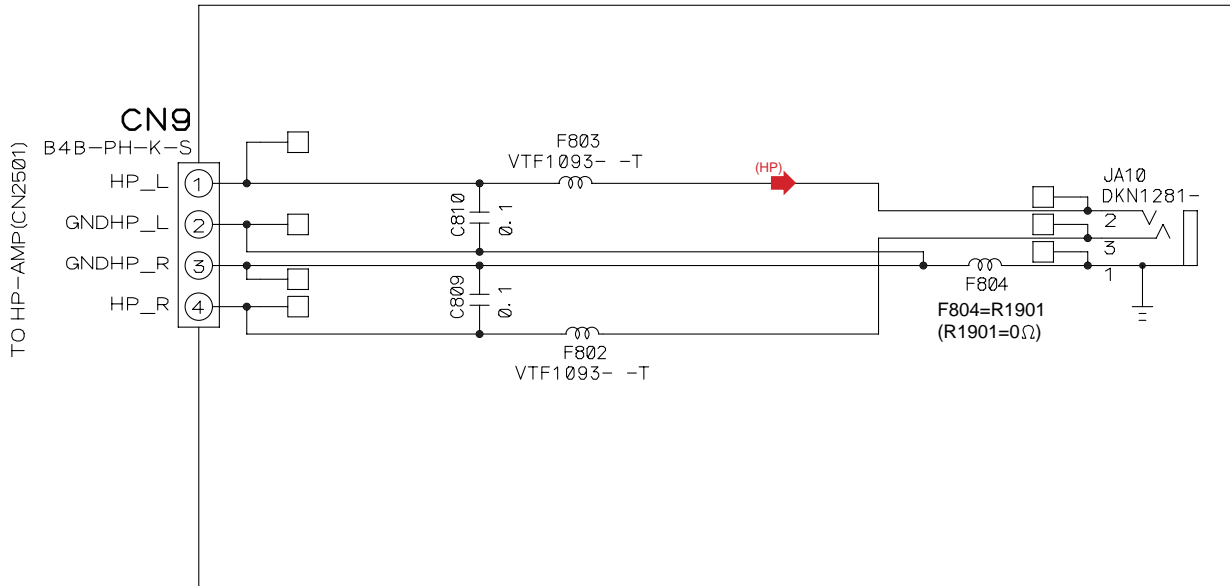 TO HP-AMP(CN2501)
CN9
B4B-PH-K-S
HP_L
1
GNDHP_L
2
GNDHP_R
3
HP_R
4
F803
VTF1093- -T
C810
0.1
C809
0.1
F802
VTF1093- -T
(HP)
JA10
DKN1281-
2
3
1
F804
F804=R1901
(R1901=0Ω)